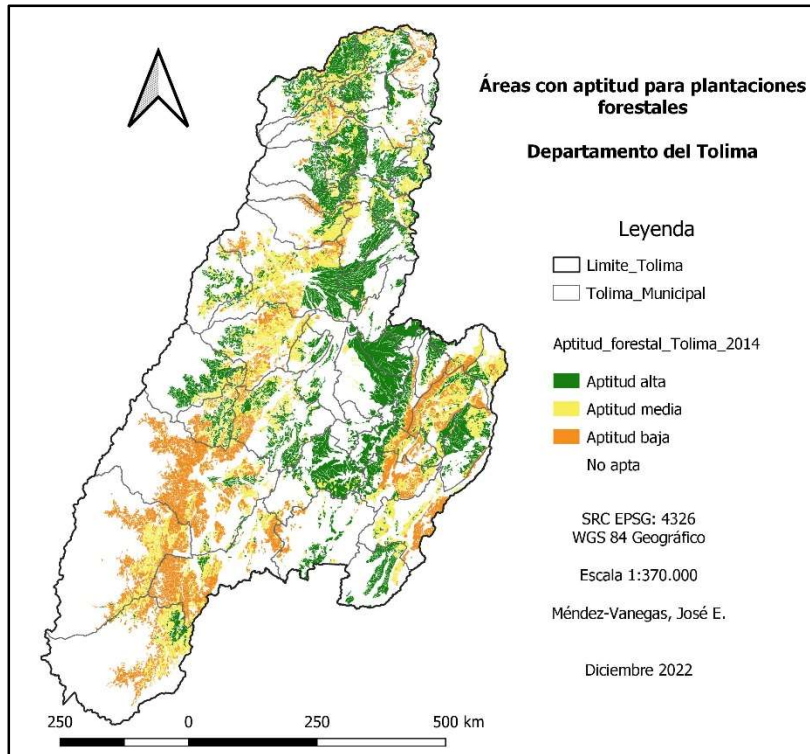 Áreas con aptitud para plantaciones
forestales
Departamento del Tolima
Leyenda
Limite_Tolima
Tolima_Municipal
Aptitud_forestal_Tolima_2014
Aptitud alta
Aptitud media
Aptitud baja
No apta
SRC EPSG: 4326
WGS 84 Geográfico
Escala 1:370.000
Méndez-Vanegas, José E.
Diciembre 2022
250 0 250 500 km